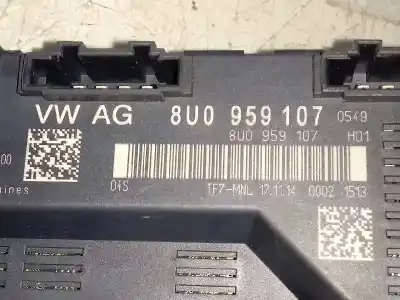 VW AG 8U0 959 107 0549
8U0 959 107 H01
00
04S TF7-MNL 17.11.14 0002 1513